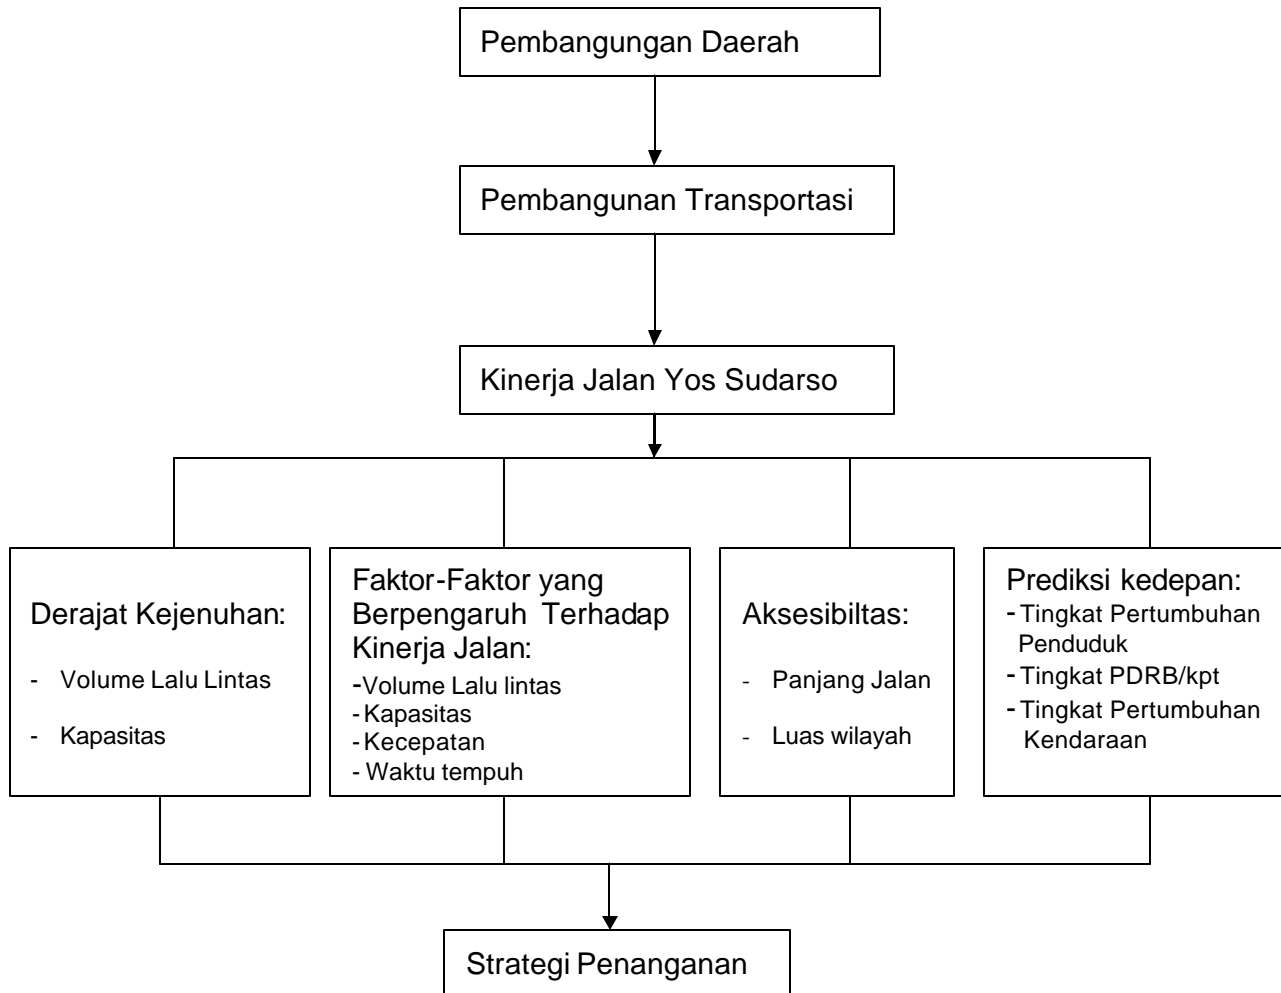 Pembangungan Daerah
Pembangunan Transportasi
Kinerja Jalan Yos Sudarso
Derajat Kejenuhan:
- Volume Lalu Lintas
- Kapasitas
Faktor-Faktor yang
Berpengaruh Terhadap
Kinerja Jalan:
-Volume Lalu lintas
- Kapasitas
- Kecepatan
- Waktu tempuh
Aksesibiltas:
- Panjang Jalan
- Luas wilayah
Prediksi kedepan:
- Tingkat Pertumbuhan
Penduduk
- Tingkat PDRB/kpt
- Tingkat Pertumbuhan
Kendaraan
Strategi Penanganan